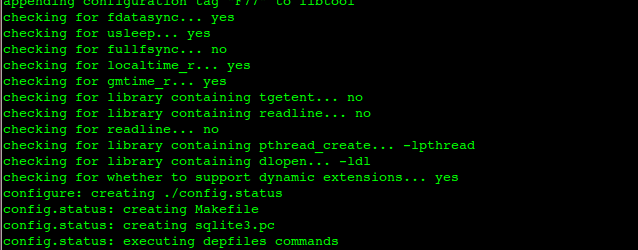 appending configuration tag "F77" to libtool
checking for fdatasync... yes
checking for usleep... yes
checking for fullfsync... no
checking for localtime_r... yes
checking for gmtime_r... yes
checking for library containing tgetent... no
checking for library containing readline... no
checking for readline... no
checking for library containing pthread_create... -lpthread
checking for library containing dlopen... -ldl
checking for whether to support dynamic extensions... yes
configure: creating ./config.status
config.status: creating Makefile
config.status: creating sqlite3.pc
config.status: executing depfiles commands